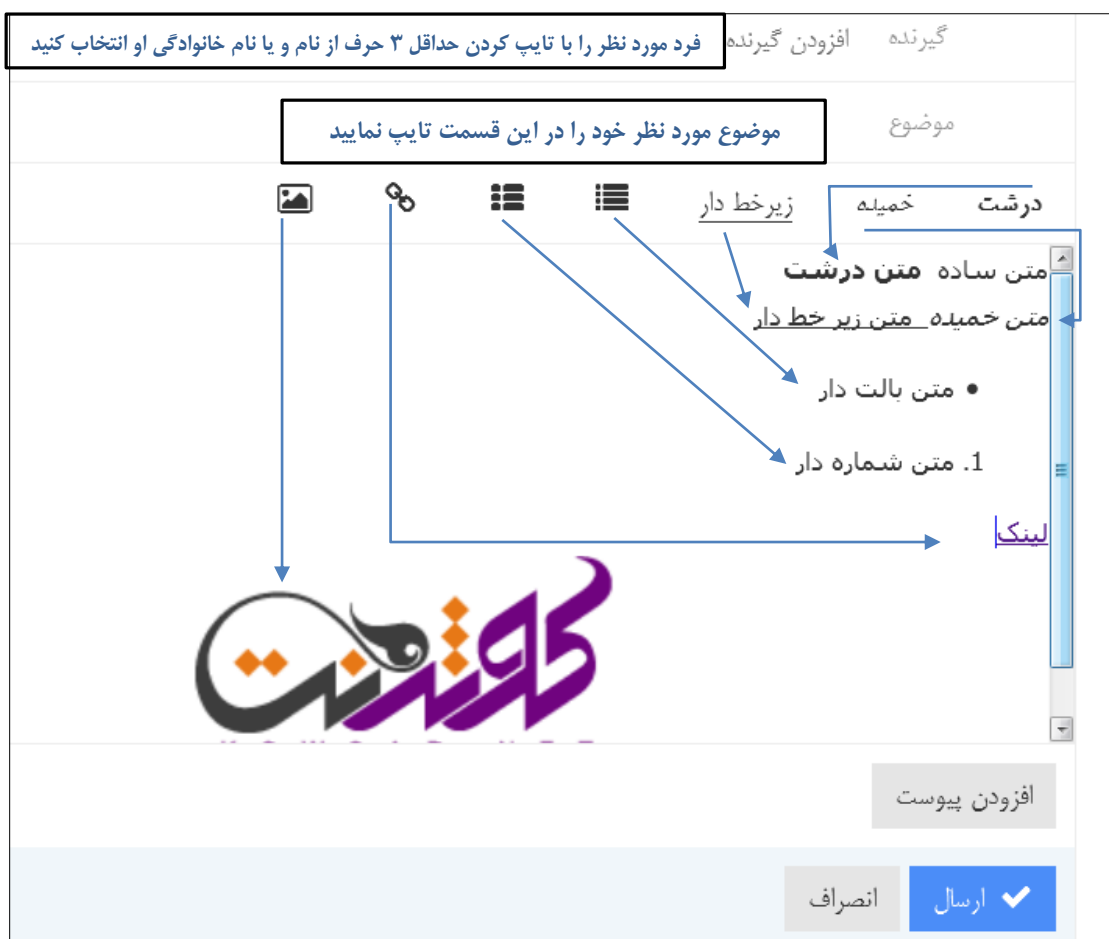 گیرنده افزودن گیرنده فرد مورد نظر را با تایپ کردن حداقل ۳ حرف از نام و یا نام خانوادگی او انتخاب کنید
موضوع موضوع مورد نظر خود را در این قسمت تایپ نمایید
درشت خمیده زیرخط دار
متن ساده متن درشت
متن خمیده متن زیر خط دار
• متن بالت دار
1. متن شماره دار
لینک
کوثرنت
افزودن پیوست
ارسال انصراف